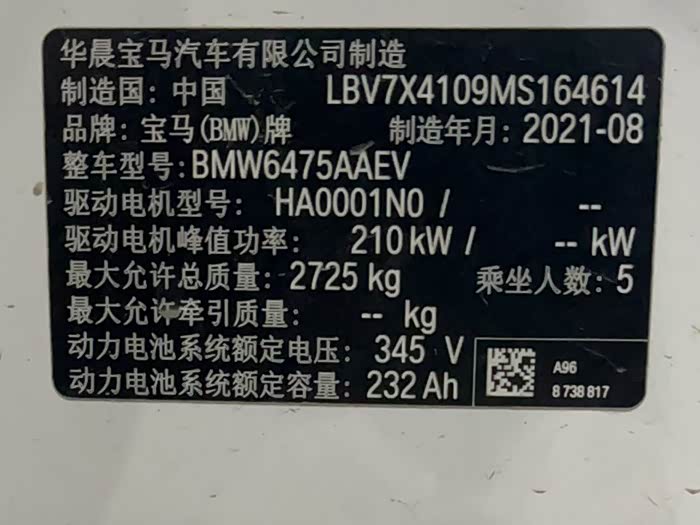 华晨宝马汽车有限公司制造
制造国：中国 LBV7X4109MS164614
品牌：宝马(BMW)牌 制造年月：2021-08
整车型号：BMW6475AAEV
驱动电机型号： HA0001N0 / --
驱动电机峰值功率： 210 kW / -- kW
最大允许总质量：2725 kg 乘坐人数：5
最大允许牵引质量： -- kg
动力电池系统额定电压：345 V
动力电池系统额定容量：232 Ah
A96
8 738 817